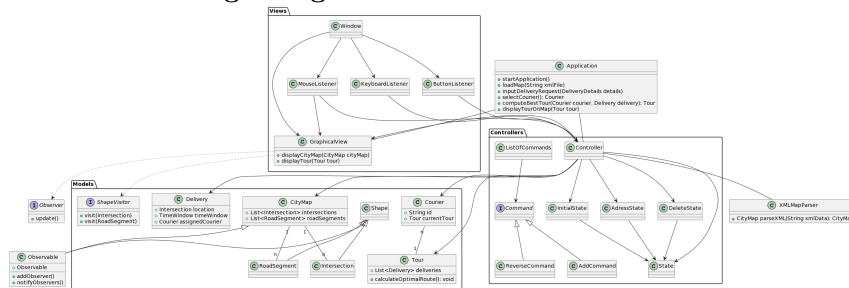 Views
C Window
C MouseListener
C KeyboardListener
C ButtonListener
C Application
startApplication()
loadMap(String xmlFile)
inputDeliveryRequest(DeliveryDetails details)
selectCourier(): Courier
computeBestTour(Courier courier, Delivery delivery): Tour
displayTourOnMap(Tour tour)
C GraphicalView
displayCityMap(CityMap cityMap)
displayTour(Tour tour)
Controllers
C ListOfCommands
C Controller
I Command
C InitialState
C AdressState
C DeleteState
C XMLMapParser
CityMap parseXML(String xmlData): CityMa
C ReverseCommand
C AddCommand
C State
Models
I Observer
update()
I ShapeVisitor
visit(Intersection)
visit(RoadSegment)
C Delivery
Intersection location
TimeWindow timeWindow
Courier assignedCourier
C CityMap
List<Intersection> intersections
List<RoadSegment> roadSegments
C Shape
C Courier
String id
Tour currentTour
1
1
1
n
n
n
C Observable
Observable
addObserver()
notifyObservers()
C RoadSegment
C Intersection
C Tour
List<Delivery> deliveries
calculateOptimalRoute(): void